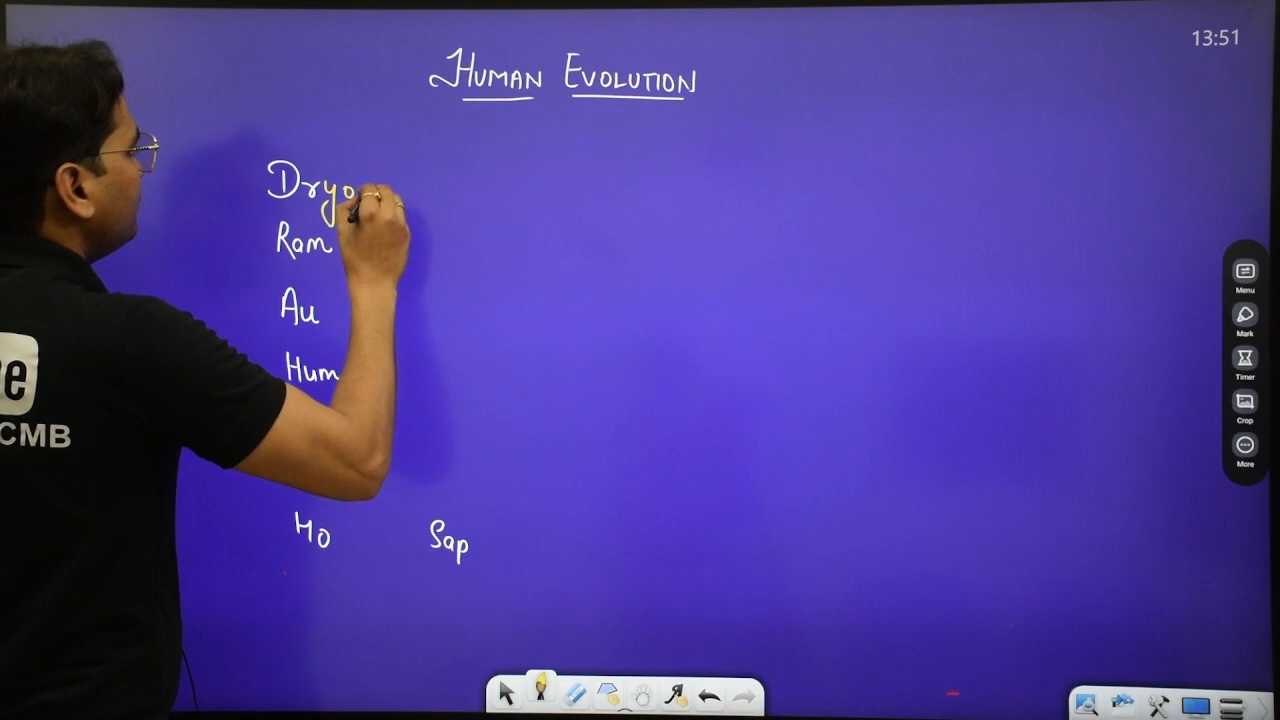 13:51
HUMAN EVOLUTION
Dryo
Ram
Au
Hum
Ho Sap
e
CMB
Menu
Mark
Timer
Crop
More